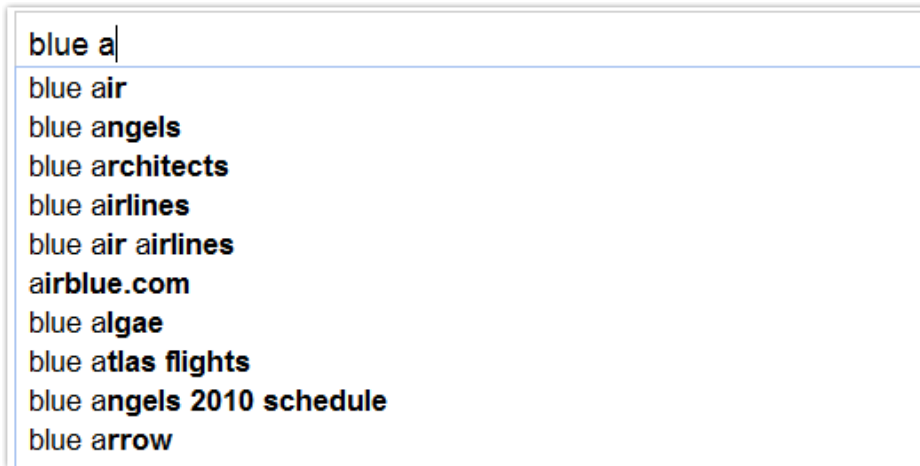 blue a
blue air
blue angels
blue architects
blue airlines
blue air airlines
airblue.com
blue algae
blue atlas flights
blue angels 2010 schedule
blue arrow